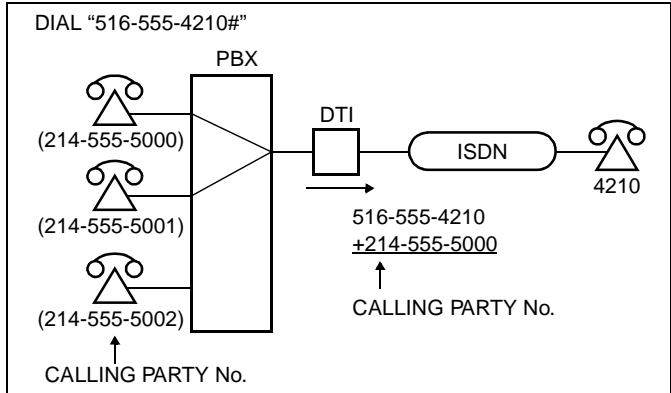 DIAL “516-555-4210#”
PBX
DTI
(214-555-5000)
ISDN
4210
(214-555-5001)
516-555-4210
+214-555-5000
(214-555-5002)
CALLING PARTY No.
CALLING PARTY No.